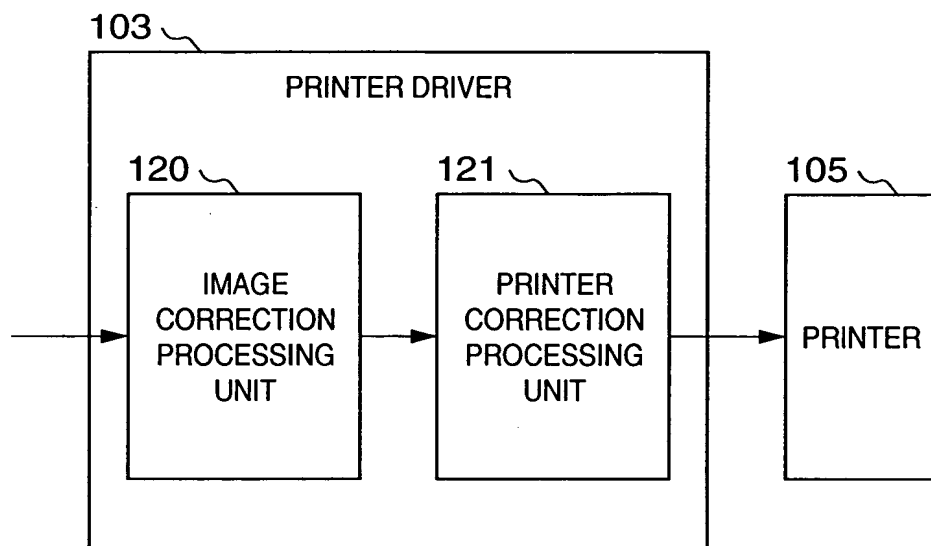 103
PRINTER DRIVER
120
121
105
IMAGE
CORRECTION
PROCESSING
UNIT
PRINTER
CORRECTION
PROCESSING
UNIT
PRINTER